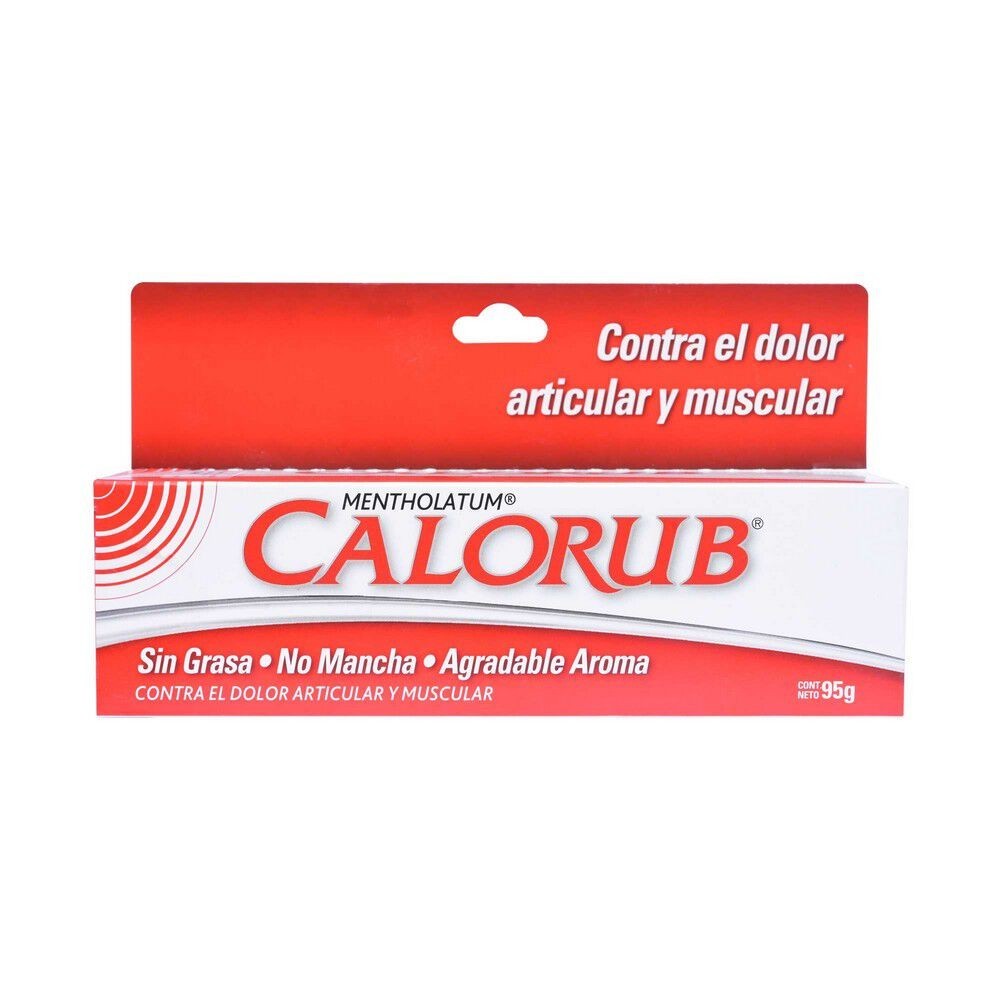 Contra el dolor
articular y muscular
MENTHOLATUM®
CALORUB®
Sin Grasa • No Mancha • Agradable Aroma
CONTRA EL DOLOR ARTICULAR Y MUSCULAR
CONT.
NETO 95g